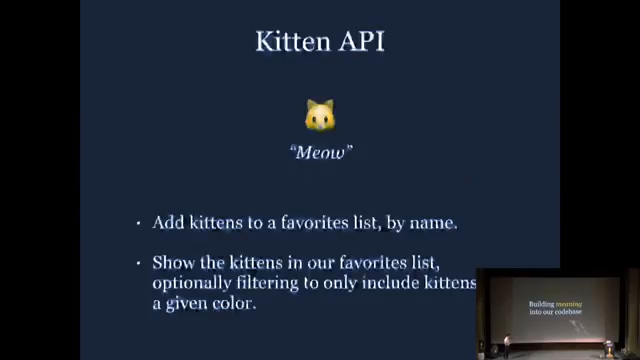 Kitten API
“Meow”
• Add kittens to a favorites list, by name.
• Show the kittens in our favorites list,
optionally filtering to only include kittens
a given color.
Building meaning
into our codebase